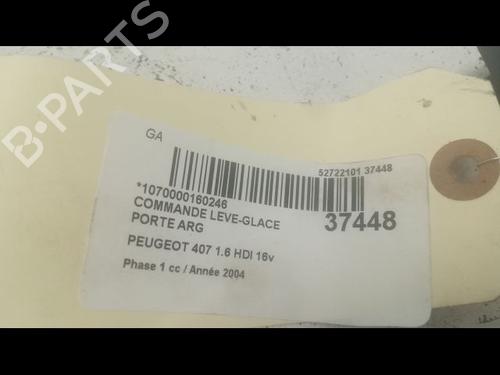 B-PARTS
GA
52722101 37448
*1070000160246
COMMANDE LEVE-GLACE
37448
PORTE ARG
PEUGEOT 407 1.6 HDI 16v
Phase 1 cc / Année 2004